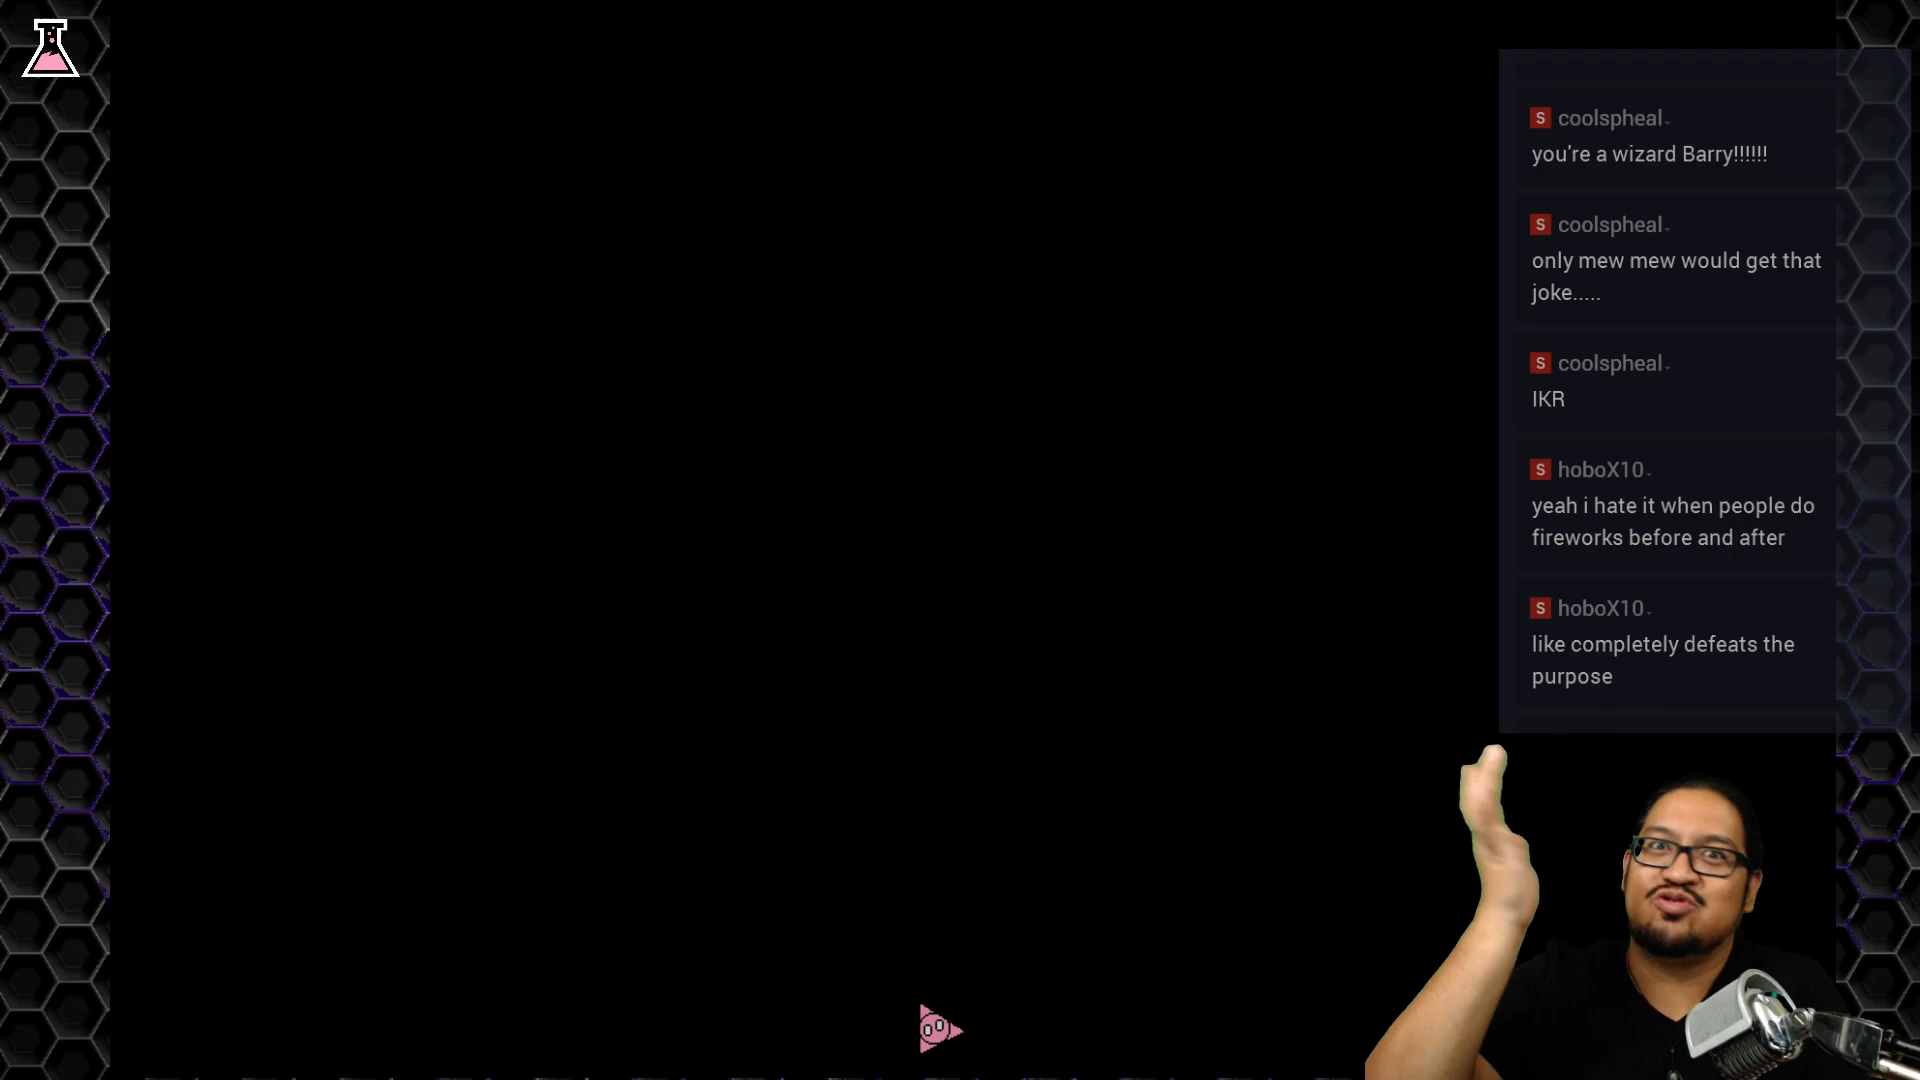 S coolspheal
you're a wizard Barry!!!!!!
S coolspheal
only mew mew would get that
joke.....
S coolspheal
IKR
S hoboX10
yeah i hate it when people do
fireworks before and after
S hoboX10
like completely defeats the
purpose